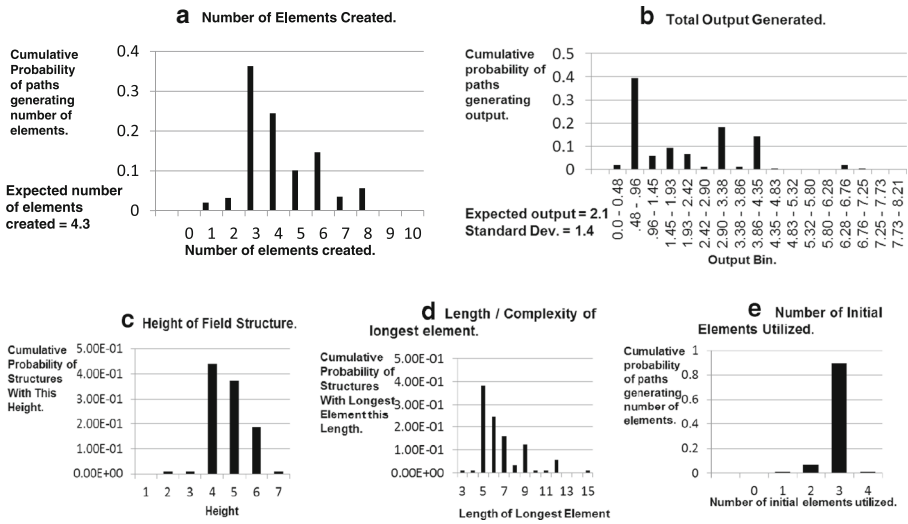 a Number of Elements Created.
Cumulative
Probability
of paths
generating
number of
elements.
Expected number
of elements
created = 4.3
0.4
0.3
0.2
0.1
0
0 1 2 3 4 5 6 7 8 9 10
Number of elements created.
b Total Output Generated.
Cumulative
probability of
paths
generating
output.
Expected output = 2.1
Standard Dev. = 1.4
0.5
0.4
0.3
0.2
0.1
0
0.0 - 0.48
.48 - .96
.96 - 1.45
1.45 - 1.93
1.93 - 2.42
2.42 - 2.90
2.90 - 3.38
3.38 - 3.86
3.86 - 4.35
4.35 - 4.83
4.83 - 5.32
5.32 - 5.80
5.80 - 6.28
6.28 - 6.76
6.76 - 7.25
7.25 - 7.73
7.73 - 8.21
Output Bin.
c Height of Field Structure.
Cumulative
Probability of
Structures
With This
Height.
5.00E-01
4.00E-01
3.00E-01
2.00E-01
1.00E-01
0.00E+00
1 2 3 4 5 6 7
Height
d Length / Complexity of
longest element.
Cumulative
Probability of
Structures
With Longest
Element this
Length.
5.00E-01
4.00E-01
3.00E-01
2.00E-01
1.00E-01
0.00E+00
3 5 7 9 11 13 15
Length of Longest Element
e Number of Initial
Elements Utilized.
Cumulative
probability
of paths
generating
number of
elements.
1
0.8
0.6
0.4
0.2
0
0 1 2 3 4
Number of initial elements utilized.